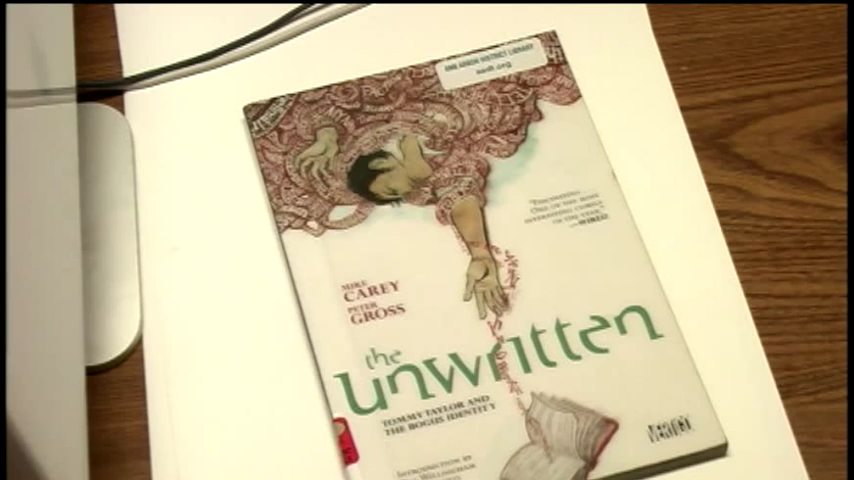 ANN ARBOR DISTRICT LIBRARY
aadl.org
"FASCINATING...
ONE OF THE MOST
INTERESTING COMICS
OF THE YEAR."
—WIRED
MIKE
CAREY
PETER
GROSS
the
unwritten
TOMMY TAYLOR AND
THE BOGUS IDENTITY
VERTIGO
INTRODUCTION BY
WILLINGHAM